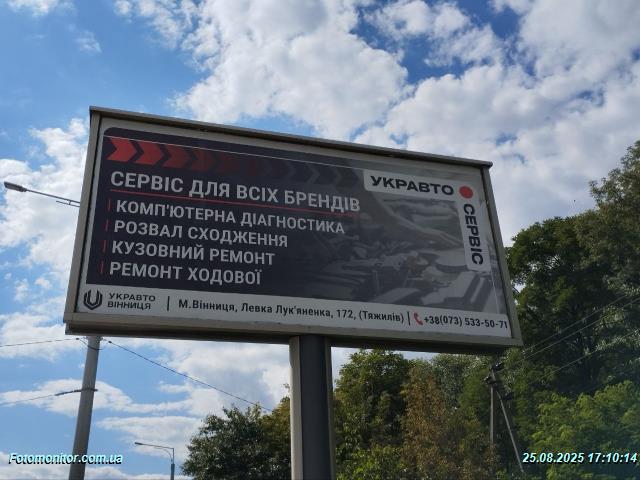 СЕРВІС ДЛЯ ВСІХ БРЕНДІВ
КОМП'ЮТЕРНА ДІАГНОСТИКА
РОЗВАЛ СХОДЖЕННЯ
КУЗОВНИЙ РЕМОНТ
РЕМОНТ ХОДОВОЇ
УКРАВТО
СЕРВІС
УКРАВТО
ВІННИЦЯ
М.Вінниця, Левка Лук'яненка, 172, (Тяжилів)
+38(073) 533-50-71
Fotomonitor.com.ua
25.08.2025 17:10:14